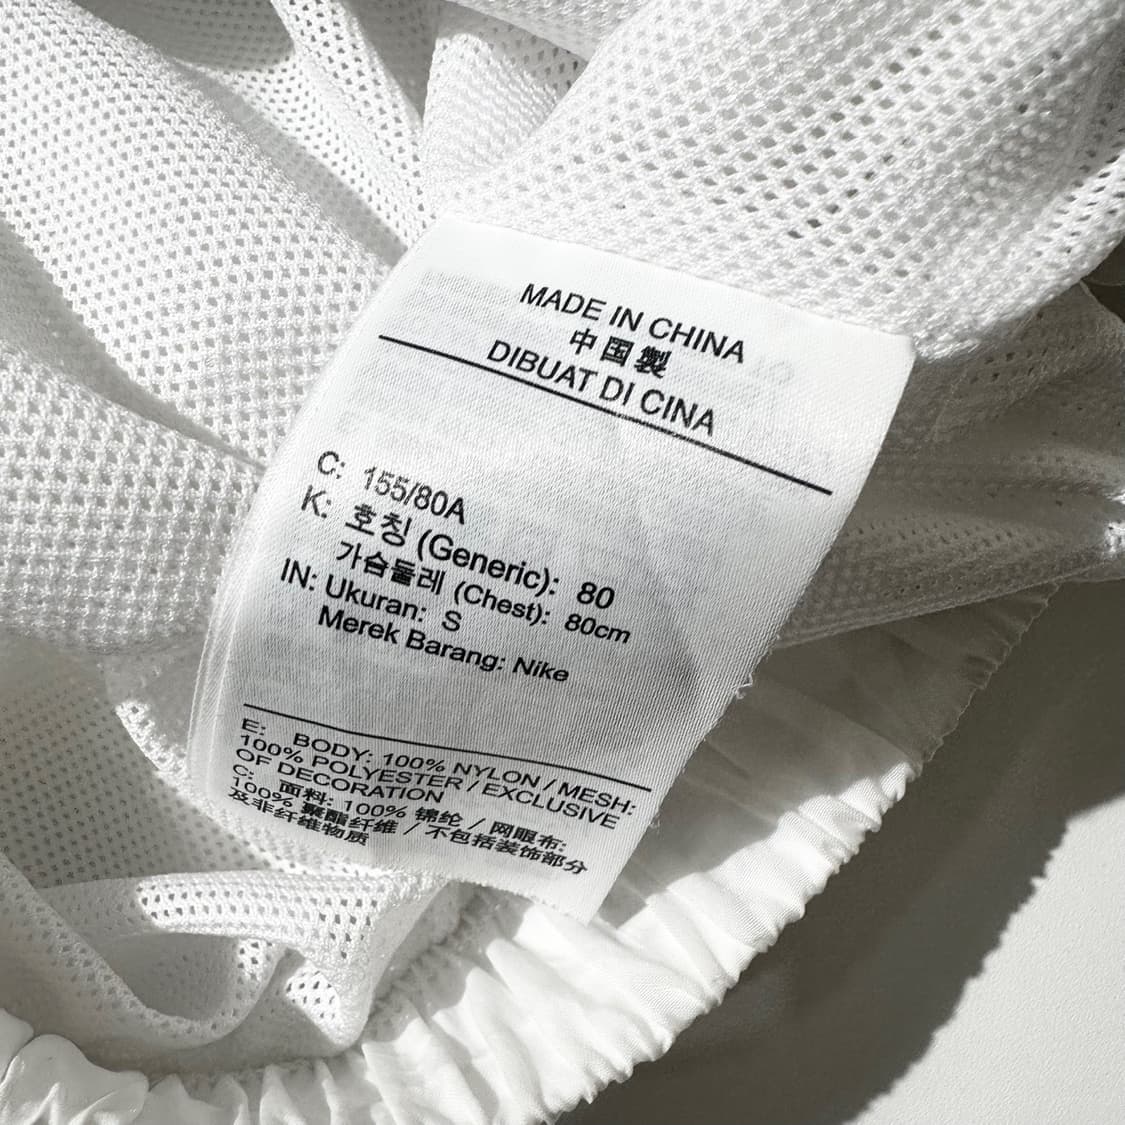 MADE IN CHINA
中国製
DIBUAT DI CINA
C: 155/80A
K: 호칭 (Generic): 80
가슴둘레 (Chest): 80cm
IN: Ukuran: S
Merek Barang: Nike
E: BODY: 100% NYLON / MESH:
100% POLYESTER / EXCLUSIVE
OF DECORATION
C: 面料: 100% 锦纶 / 网眼布:
100% 聚酯纤维 / 不包括装饰部分
及非纤维物质